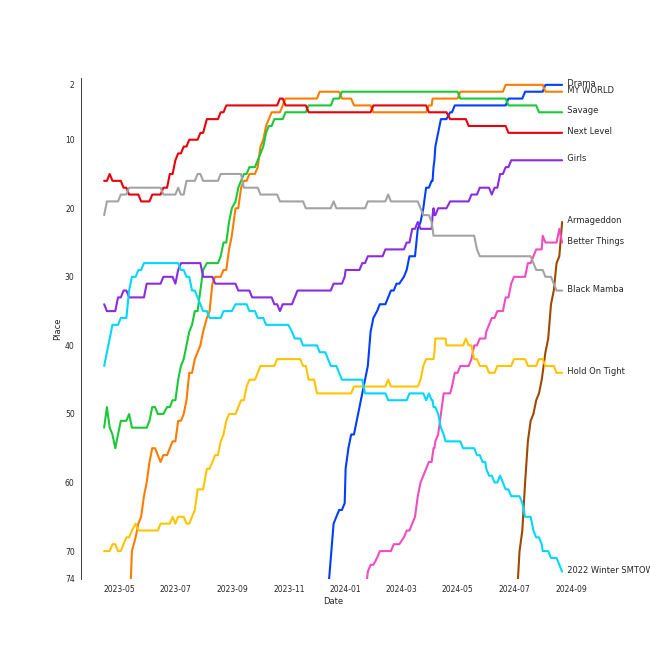 2
Drama
MY WORLD
Savage
10
Next Level
Girls
20
Armageddon
Better Things
30
Black Mamba
Place
40
Hold On Tight
50
60
70
2022 Winter SMTOW
74
2023-05
2023-07
2023-09
2023-11
2024-01
2024-03
2024-05
2024-07
2024-09
Date